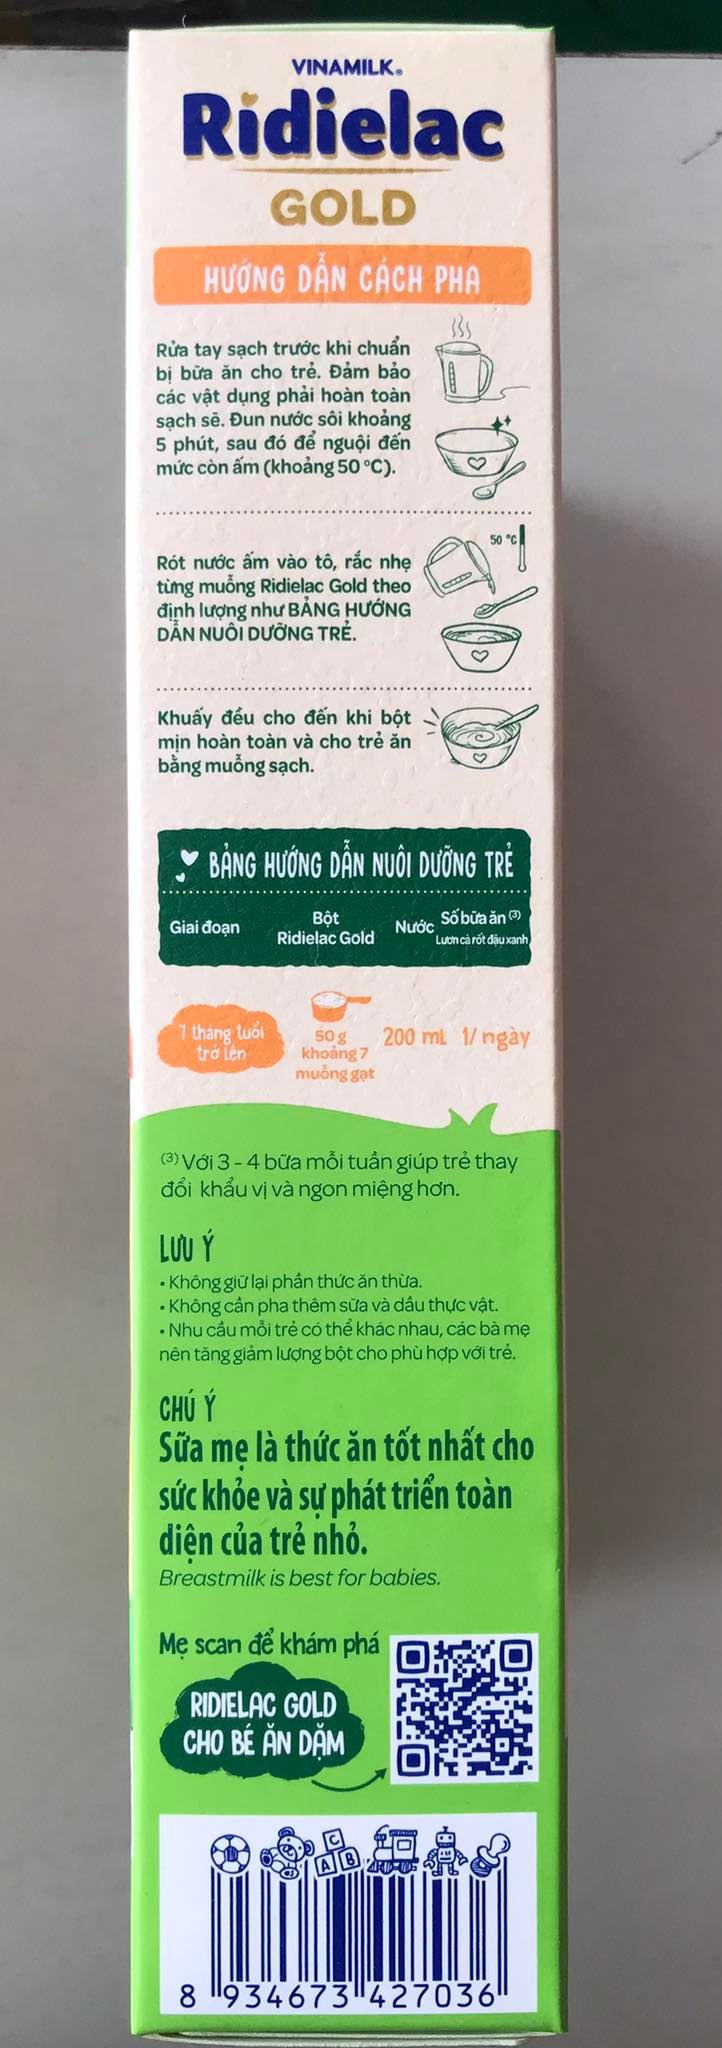 VINAMILK®
Ridielac
GOLD
HƯỚNG DẪN CÁCH PHA
Rửa tay sạch trước khi chuẩn
bị bữa ăn cho trẻ. Đảm bảo
các vật dụng phải hoàn toàn
sạch sẽ. Đun nước sôi khoảng
5 phút, sau đó để nguội đến
mức còn ấm (khoảng 50 °C).
50 °C
Rót nước ấm vào tô, rắc nhẹ
từng muỗng Ridielac Gold theo
định lượng như BẢNG HƯỚNG
DẪN NUÔI DƯỠNG TRẺ.
Khuấy đều cho đến khi bột
mịn hoàn toàn và cho trẻ ăn
bằng muỗng sạch.
BẢNG HƯỚNG DẪN NUÔI DƯỠNG TRẺ
Giai đoạn
Bột
Ridielac Gold
Nước
Số bữa ăn (3)
Lươn cà rốt đậu xanh
7 tháng tuổi
trở lên
50 g
khoảng 7
muỗng gạt
200 mL
1/ ngày
(3) Với 3 - 4 bữa mỗi tuần giúp trẻ thay
đổi khẩu vị và ngon miệng hơn.
LƯU Ý
• Không giữ lại phần thức ăn thừa.
• Không cần pha thêm sữa và dầu thực vật.
• Nhu cầu mỗi trẻ có thể khác nhau, các bà mẹ
nên tăng giảm lượng bột cho phù hợp với trẻ.
CHÚ Ý
Sữa mẹ là thức ăn tốt nhất cho
sức khỏe và sự phát triển toàn
diện của trẻ nhỏ.
Breastmilk is best for babies.
Mẹ scan để khám phá
RIDIELAC GOLD
CHO BÉ ĂN DẶM
C
A B
8 934673 427036